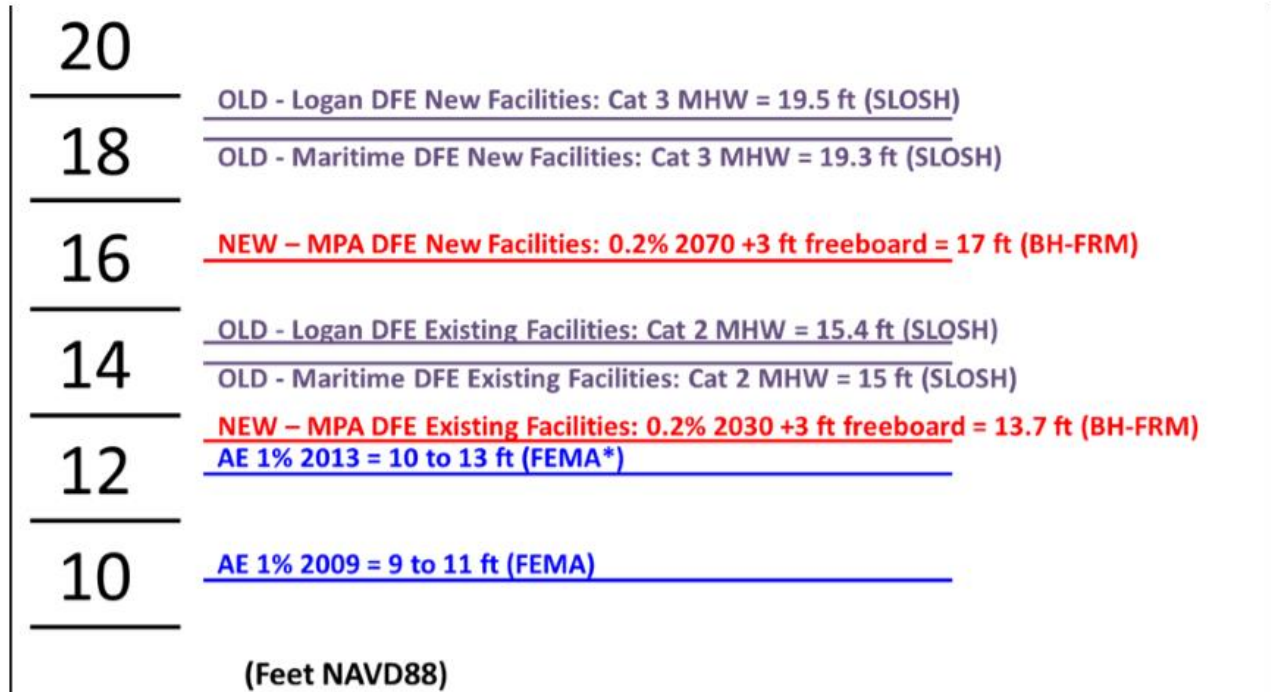 20
OLD - Logan DFE New Facilities: Cat 3 MHW = 19.5 ft (SLOSH)
18
OLD - Maritime DFE New Facilities: Cat 3 MHW = 19.3 ft (SLOSH)
NEW – MPA DFE New Facilities: 0.2% 2070 +3 ft freeboard = 17 ft (BH-FRM)
16
OLD - Logan DFE Existing Facilities: Cat 2 MHW = 15.4 ft (SLOSH)
14
OLD - Maritime DFE Existing Facilities: Cat 2 MHW = 15 ft (SLOSH)
NEW – MPA DFE Existing Facilities: 0.2% 2030 +3 ft freeboard = 13.7 ft (BH-FRM)
12
AE 1% 2013 = 10 to 13 ft (FEMA*)
AE 1% 2009 = 9 to 11 ft (FEMA)
10
(Feet NAVD88)